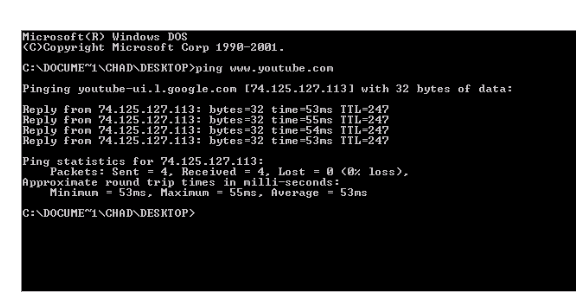 Microsoft(R) Windows DOS
(C)Copyright Microsoft Corp 1990-2001.
C:\DOCUME~1\CHAD\DESKTOP>ping www.youtube.com
Pinging youtube-ui.l.google.com [74.125.127.113] with 32 bytes of data:
Reply from 74.125.127.113: bytes=32 time=53ms TTL=247
Reply from 74.125.127.113: bytes=32 time=55ms TTL=247
Reply from 74.125.127.113: bytes=32 time=54ms TTL=247
Reply from 74.125.127.113: bytes=32 time=53ms TTL=247
Ping statistics for 74.125.127.113:
Packets: Sent = 4, Received = 4, Lost = 0 (0% loss),
Approximate round trip times in milli-seconds:
Minimum = 53ms, Maximum = 55ms, Average = 53ms
C:\DOCUME~1\CHAD\DESKTOP>